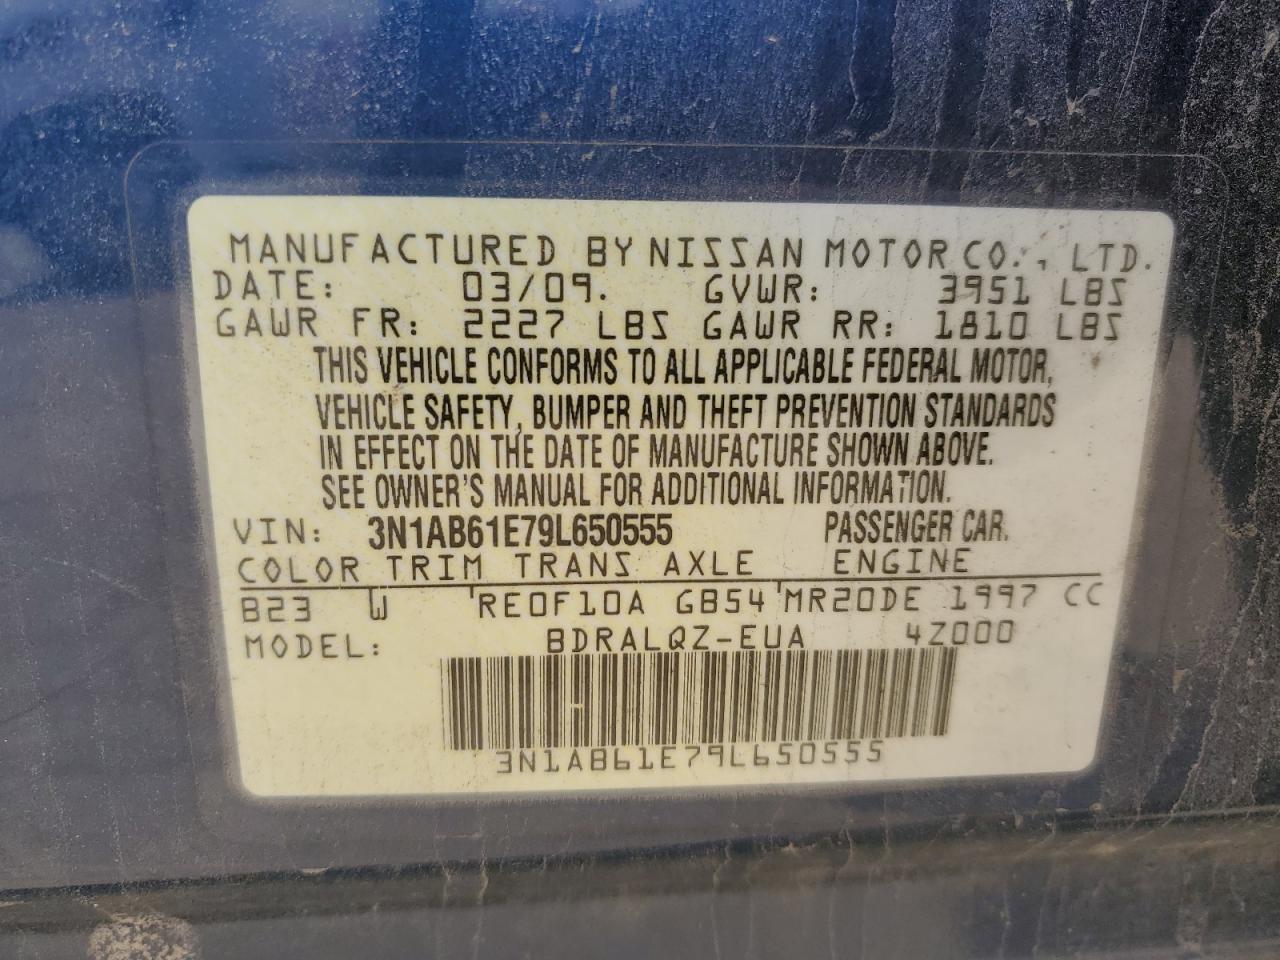 MANUFACTURED BY NISSAN MOTOR CO., LTD.
DATE: 03/09. GVWR: 3951 LBS
GAWR FR: 2227 LBS GAWR RR: 1810 LBS
THIS VEHICLE CONFORMS TO ALL APPLICABLE FEDERAL MOTOR,
VEHICLE SAFETY, BUMPER AND THEFT PREVENTION STANDARDS
IN EFFECT ON THE DATE OF MANUFACTURE SHOWN ABOVE.
SEE OWNER'S MANUAL FOR ADDITIONAL INFORMATION.
VIN: 3N1AB61E79L650555 PASSENGER CAR.
COLOR TRIM TRANS AXLE ENGINE
B23 W RE0F10A GB54 MR20DE 1997 CC
MODEL: BDRALQZ-EUA 4Z000
3N1AB61E79L650555